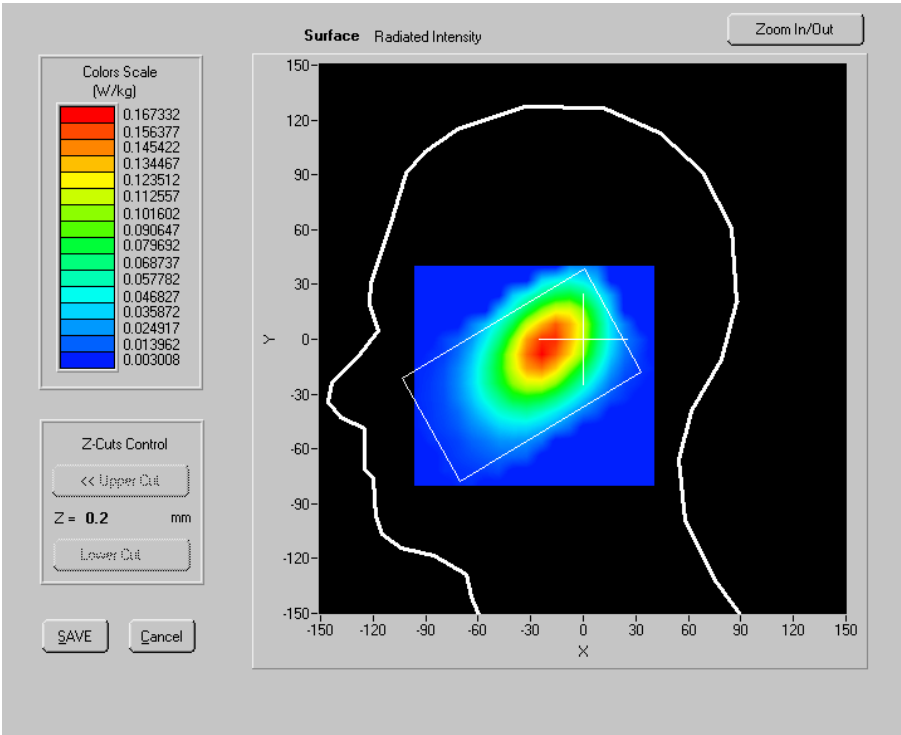 Surface Radiated Intensity
Zoom In/Out
Colors Scale
(W/kg)
0.167332
0.156377
0.145422
0.134467
0.123512
0.112557
0.101602
0.090647
0.079692
0.068737
0.057782
0.046827
0.035872
0.024917
0.013962
0.003008
Z-Cuts Control
<< Upper Cut
Z = 0.2 mm
Lower Cut
SAVE
Cancel
150
120
90
60
30
0
-30
-60
-90
-120
-150
Y
-150 -120 -90 -60 -30 0 30 60 90 120 150
X